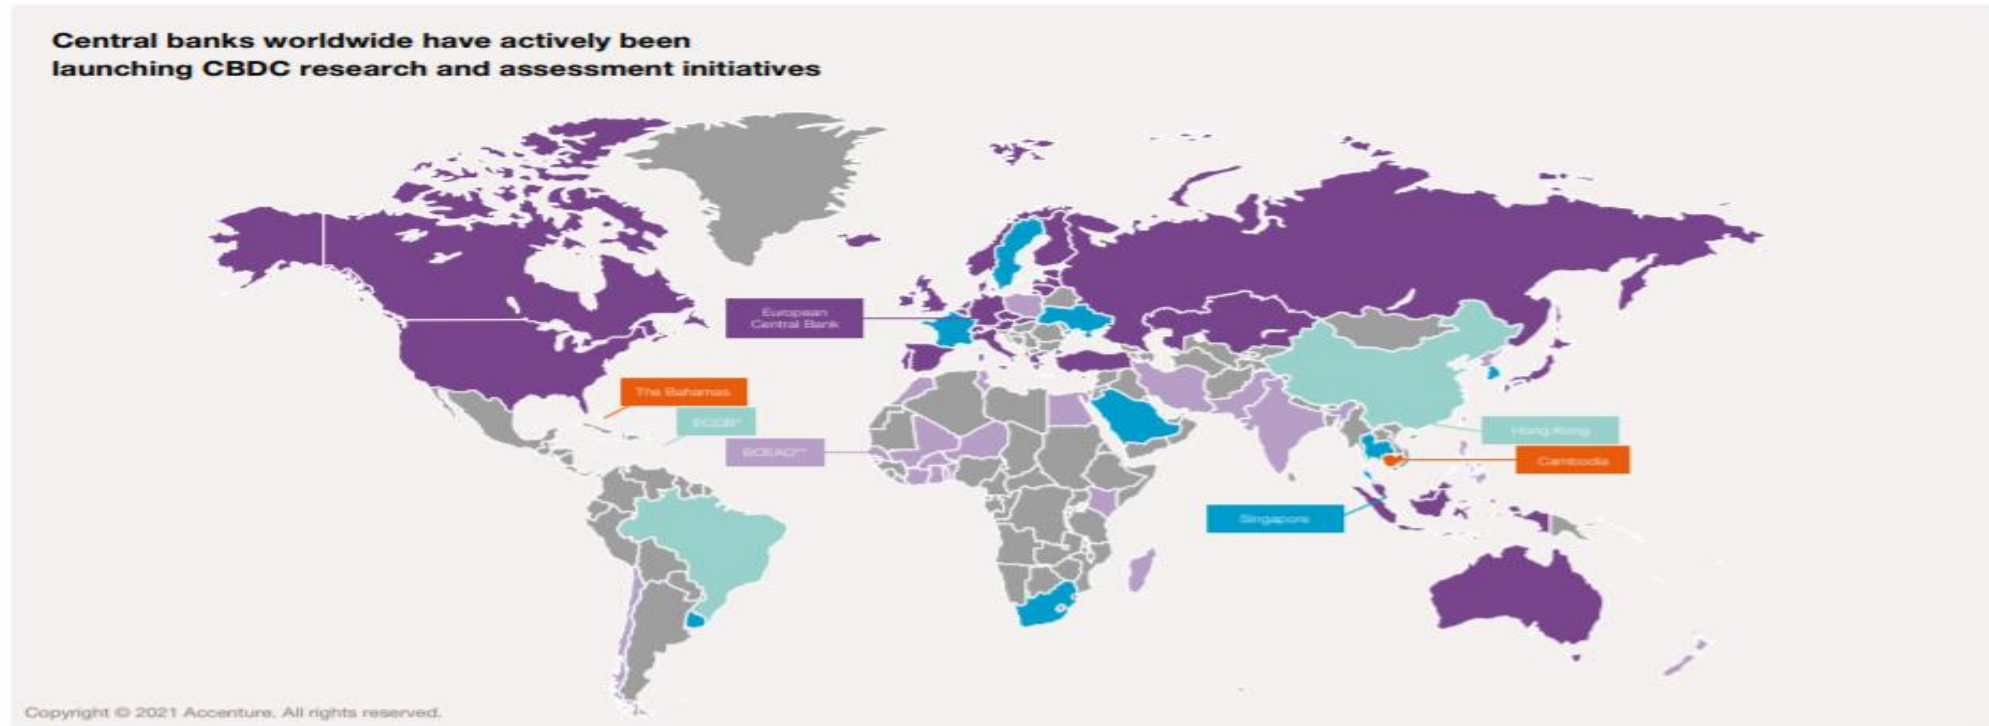 Central banks worldwide have actively been
launching CBDC research and assessment initiatives
European
Central Bank
The Bahamas
ECCB*
BCEAO**
Hong Kong
Cambodia
Singapore
Copyright © 2021 Accenture. All rights reserved.